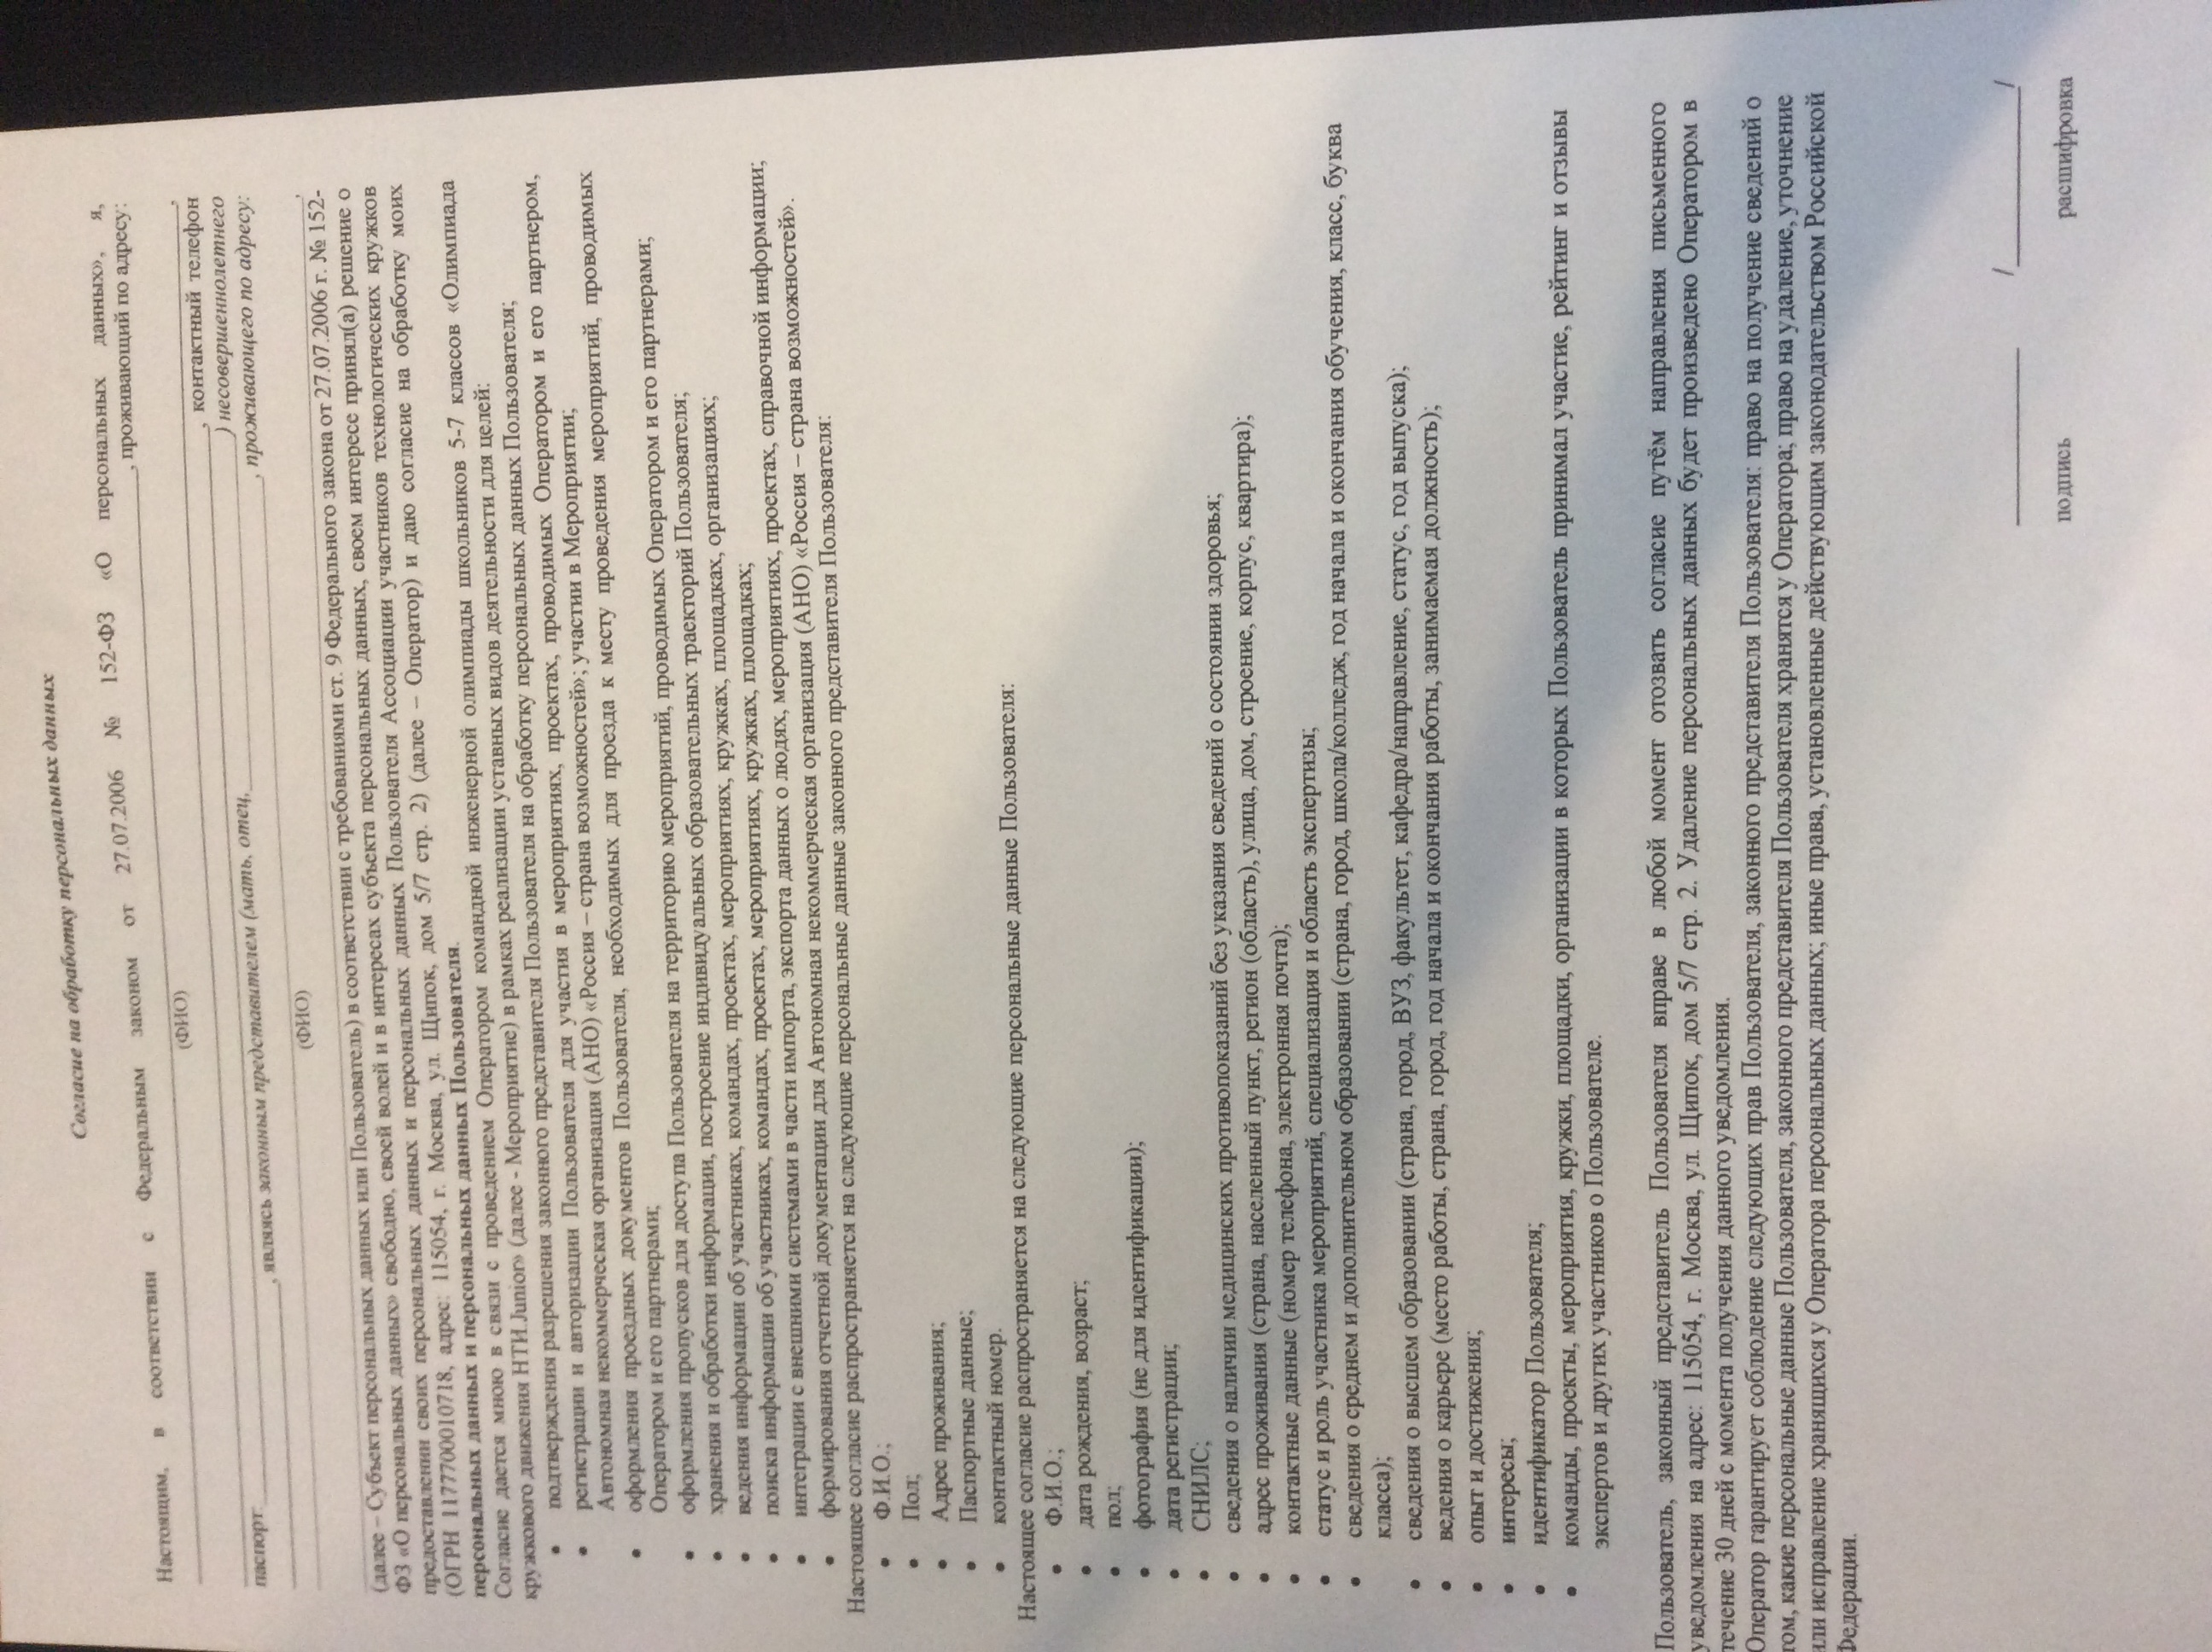 Согласие на обработку персональных данных
Настоящим, в соответствии с Федеральным законом от 27.07.2006 № 152-ФЗ «О персональных данных», я,
, проживающий по адресу:
(ФИО)
,
паспорт , контактный телефон
, являясь законным представителем (мать, отец, ) несовершеннолетнего
, проживающего по адресу:
(ФИО)
,
(далее – Субъект персональных данных или Пользователь) в соответствии с требованиями ст. 9 Федерального закона от 27.07.2006 г. № 152-
ФЗ «О персональных данных» свободно, своей волей и в интересах субъекта персональных данных, своем интересе принял(а) решение о
предоставлении своих персональных данных и персональных данных Пользователя Ассоциации участников технологических кружков
(ОГРН 1177700010718, адрес: 115054, г. Москва, ул. Щипок, дом 5/7 стр. 2) (далее – Оператор) и даю согласие на обработку моих
персональных данных и персональных данных Пользователя.
Согласие дается мною в связи с проведением Оператором командной инженерной олимпиады школьников 5-7 классов «Олимпиада
кружкового движения НТИ.Junior» (далее - Мероприятие) в рамках реализации уставных видов деятельности для целей:
• подтверждения разрешения законного представителя Пользователя на обработку персональных данных Пользователя;
• регистрации и авторизации Пользователя для участия в мероприятиях, проектах, проводимых Оператором и его партнером,
Автономная некоммерческая организация (АНО) «Россия – страна возможностей»; участии в Мероприятии;
• оформления проездных документов Пользователя, необходимых для проезда к месту проведения мероприятий, проводимых
Оператором и его партнерами;
• оформления пропусков для доступа Пользователя на территорию мероприятий, проводимых Оператором и его партнерами;
• хранения и обработки информации, построение индивидуальных образовательных траекторий Пользователя;
• ведения информации об участниках, командах, проектах, мероприятиях, кружках, площадках, организациях;
• поиска информации об участниках, командах, проектах, мероприятиях, кружках, площадках;
• интеграции с внешними системами в части импорта, экспорта данных о людях, мероприятиях, проектах, справочной информации;
• формирования отчетной документации для Автономная некоммерческая организация (АНО) «Россия – страна возможностей».
Настоящее согласие распространяется на следующие персональные данные законного представителя Пользователя:
• Ф.И.О.;
• Пол;
• Адрес проживания;
• Паспортные данные;
• контактный номер.
Настоящее согласие распространяется на следующие персональные данные Пользователя:
• Ф.И.О.;
• дата рождения, возраст;
• пол;
• фотография (не для идентификации);
• дата регистрации;
• СНИЛС;
• сведения о наличии медицинских противопоказаний без указания сведений о состоянии здоровья;
• адрес проживания (страна, населенный пункт, регион (область), улица, дом, строение, корпус, квартира);
• контактные данные (номер телефона, электронная почта);
• статус и роль участника мероприятий, специализация и область экспертизы;
• сведения о среднем и дополнительном образовании (страна, город, школа/колледж, год начала и окончания обучения, класс, буква
класса);
• сведения о высшем образовании (страна, город, ВУЗ, факультет, кафедра/направление, статус, год выпуска);
• ведения о карьере (место работы, страна, город, год начала и окончания работы, занимаемая должность);
• опыт и достижения;
• интересы;
• идентификатор Пользователя;
• команды, проекты, мероприятия, кружки, площадки, организации в которых Пользователь принимал участие, рейтинг и отзывы
экспертов и других участников о Пользователе.
Пользователь, законный представитель Пользователя вправе в любой момент отозвать согласие путём направления письменного
уведомления на адрес: 115054, г. Москва, ул. Щипок, дом 5/7 стр. 2. Удаление персональных данных будет произведено Оператором в
течение 30 дней с момента получения данного уведомления.
Оператор гарантирует соблюдение следующих прав Пользователя, законного представителя Пользователя: право на получение сведений о
том, какие персональные данные Пользователя, законного представителя Пользователя хранятся у Оператора; право на удаление, уточнение
или исправление хранящихся у Оператора персональных данных; иные права, установленные действующим законодательством Российской
Федерации.
/ /
подпись расшифровка